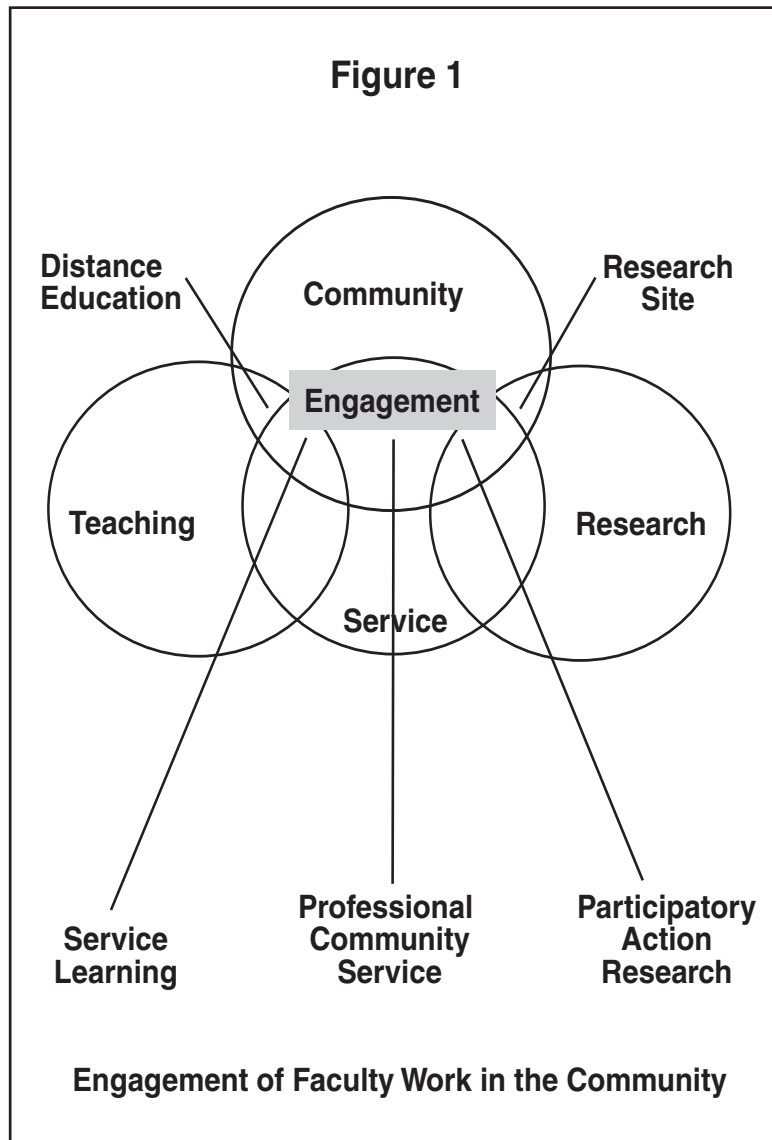 Figure 1
Distance
Education
Community
Research
Site
Engagement
Teaching
Research
Service
Service
Learning
Professional
Community
Service
Participatory
Action
Research
Engagement of Faculty Work in the Community